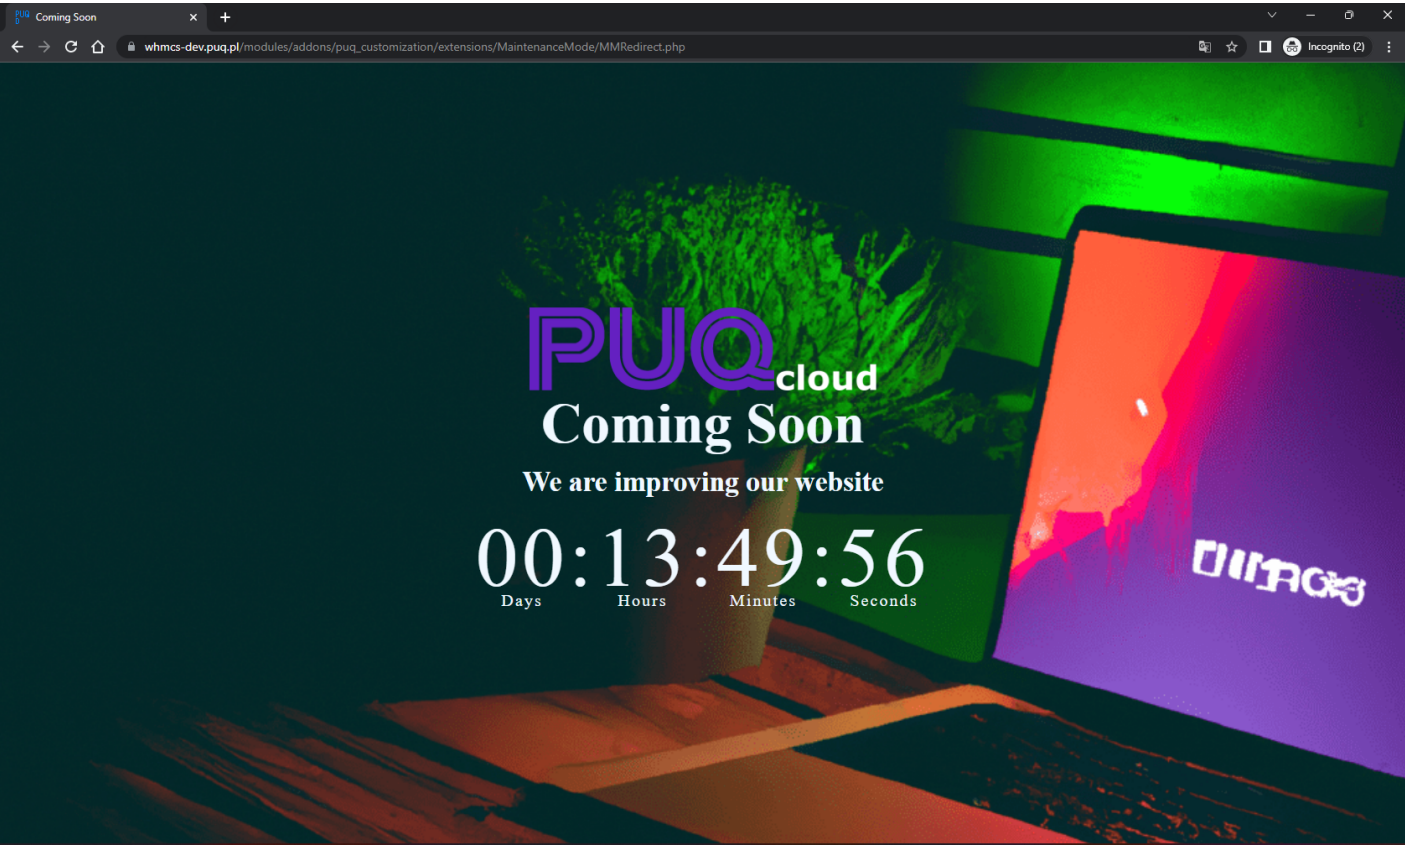 Coming Soon
whmcs-dev.puq.pl/modules/addons/puq_customization/extensions/MaintenanceMode/MMRedirect.php
Incognito (2)
PUQcloud
Coming Soon
We are improving our website
00:13:49:56
Days Hours Minutes Seconds